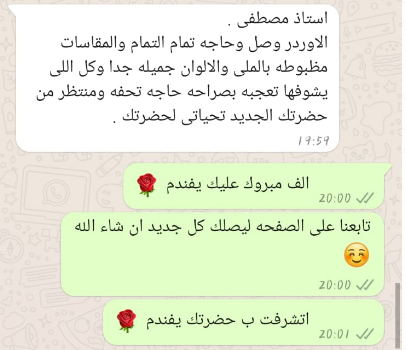 استاذ مصطفى .
الاوردر وصل وحاجه تمام التمام والمقاسات
مظبوطه بالملى والالوان جميله جدا وكل اللى
يشوفها تعجبه بصراحه حاجه تحفه ومنتظر من
حضرتك الجديد تحياتى لحضرتك .
١٩:٥٩
الف مبروك عليك يفندم 🌹
20:00
تابعنا على الصفحه ليصلك كل جديد ان شاء الله
☺️
20:00
اتشرفت ب حضرتك يفندم 🌹
20:01